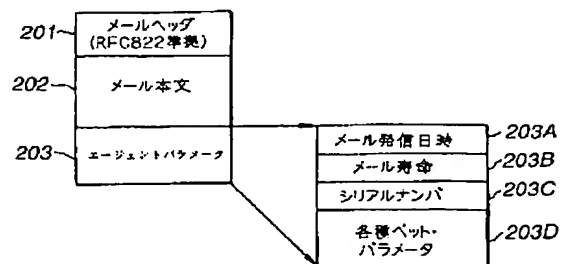 201
メールヘッダ
(RFC822準拠)
202
メール本文
203
エージェントパラメータ
メール発信日時
203A
メール寿命
203B
シリアルナンバ
203C
各種ペット・
パラメータ
203D